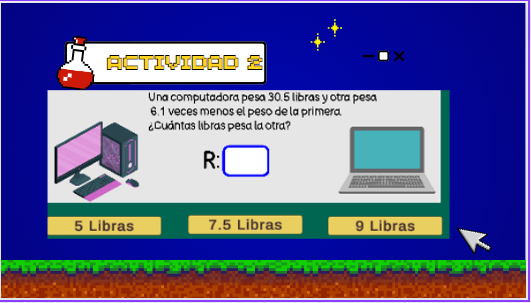 ACTIVIDAD 2
Una computadora pesa 30.5 libras y otra pesa
6.1 veces menos el peso de la primera.
¿Cuántas libras pesa la otra?
R:
5 Libras
7.5 Libras
9 Libras